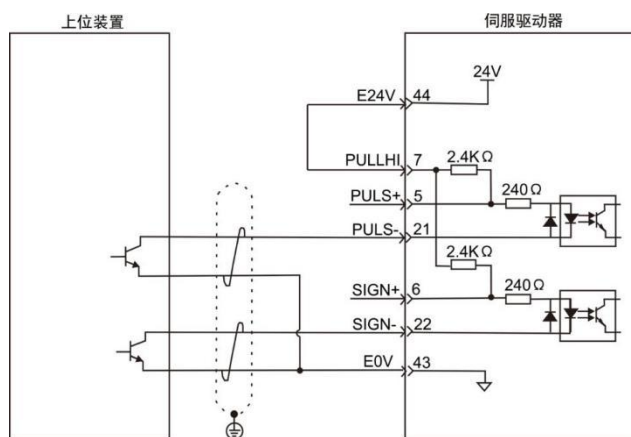 上位装置
伺服驱动器
24V
E24V 44
PULLHI 7 2.4KΩ
PULS+ 5 240Ω
PULS- 21
2.4KΩ
SIGN+ 6 240Ω
SIGN- 22
E0V 43